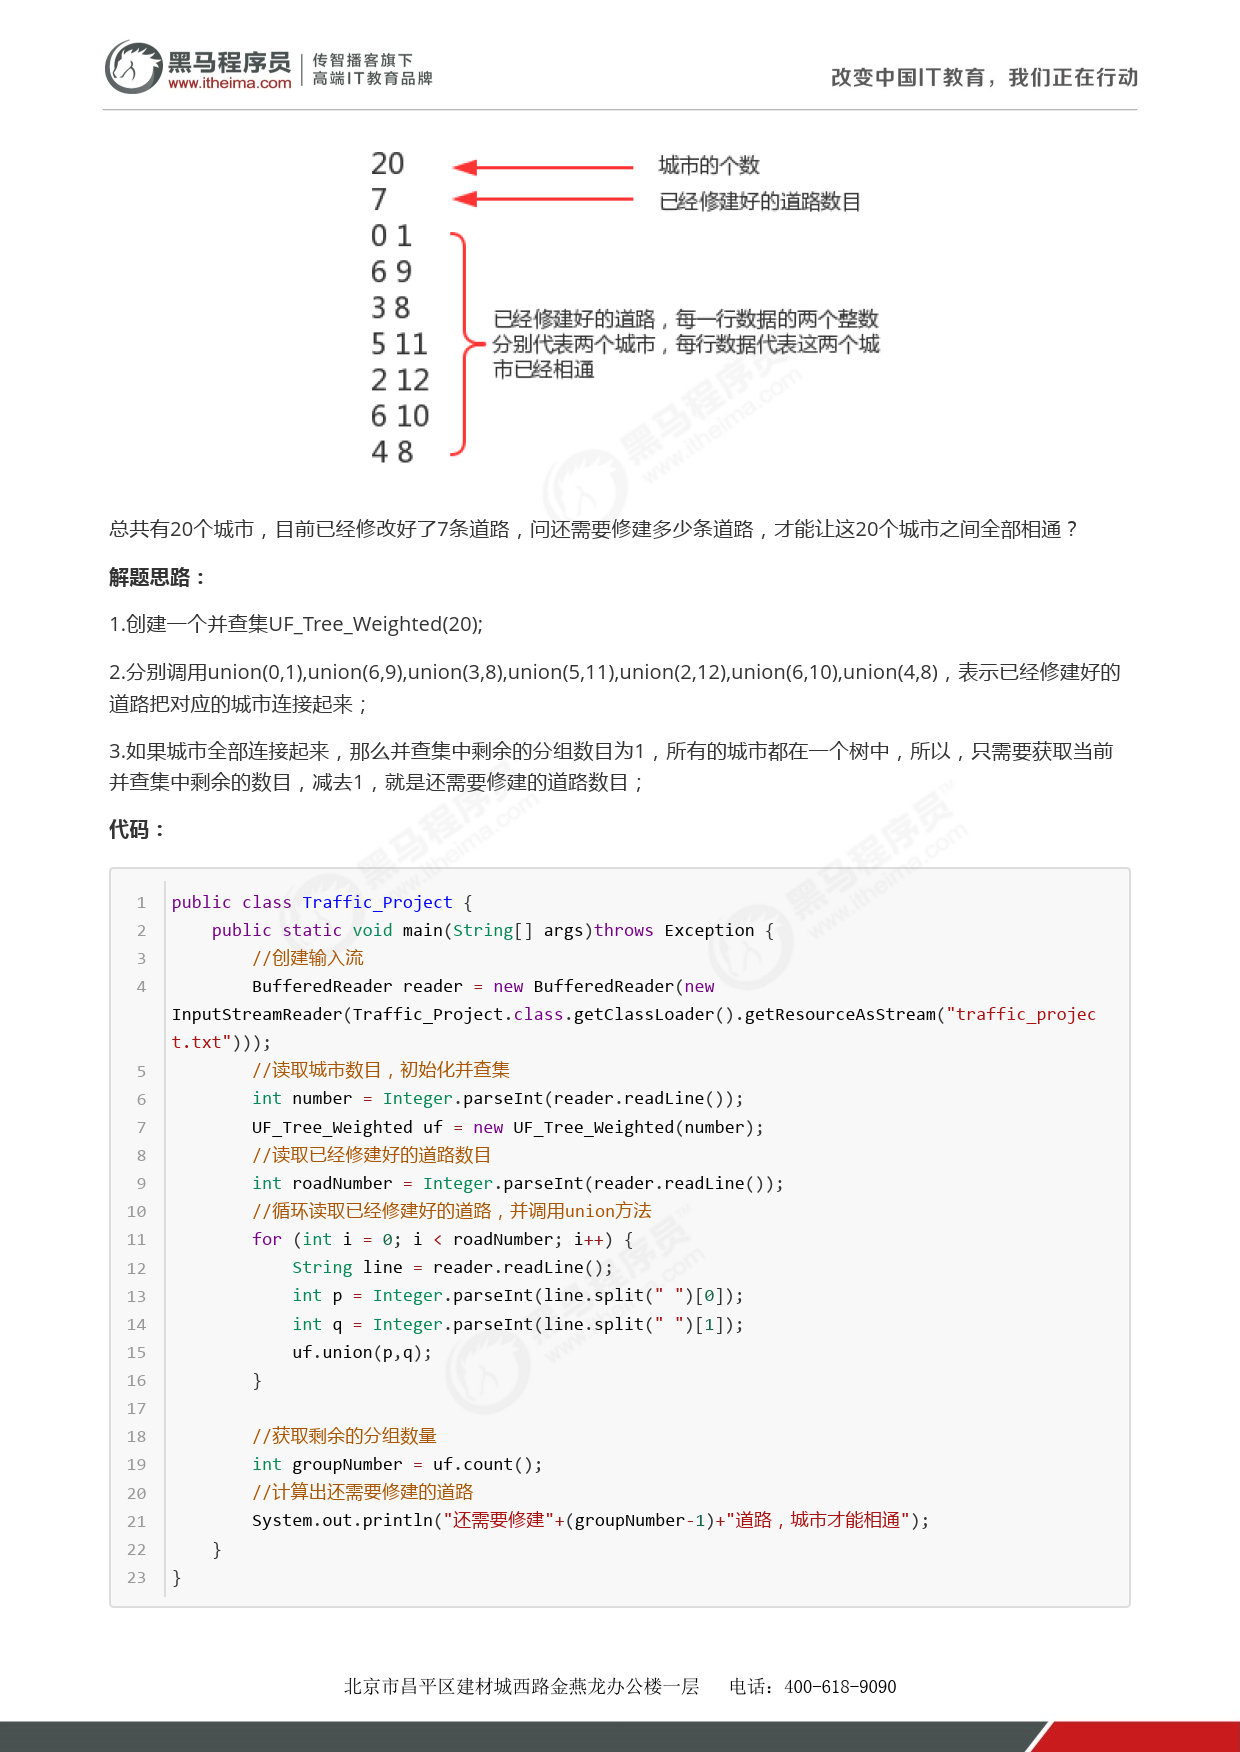 黑马程序员 传智播客旗下
www.itheima.com 高端IT教育品牌
改变中国IT教育，我们正在行动
20 城市的个数
7 已经修建好的道路数目
0 1
6 9
3 8
5 11
2 12
6 10
4 8
已经修建好的道路，每一行数据的两个整数
分别代表两个城市，每行数据代表这两个城
市已经相通
总共有20个城市，目前已经修改好了7条道路，问还需要修建多少条道路，才能让这20个城市之间全部相通？
解题思路：
1.创建一个并查集UF_Tree_Weighted(20);
2.分别调用union(0,1),union(6,9),union(3,8),union(5,11),union(2,12),union(6,10),union(4,8)，表示已经修建好的
道路把对应的城市连接起来；
3.如果城市全部连接起来，那么并查集中剩余的分组数目为1，所有的城市都在一个树中，所以，只需要获取当前
并查集中剩余的数目，减去1，就是还需要修建的道路数目；
代码：
1 public class Traffic_Project {
2     public static void main(String[] args)throws Exception {
3         //创建输入流
4         BufferedReader reader = new BufferedReader(new
InputStreamReader(Traffic_Project.class.getClassLoader().getResourceAsStream("traffic_projec
t.txt")));
5         //读取城市数目，初始化并查集
6         int number = Integer.parseInt(reader.readLine());
7         UF_Tree_Weighted uf = new UF_Tree_Weighted(number);
8         //读取已经修建好的道路数目
9         int roadNumber = Integer.parseInt(reader.readLine());
10         //循环读取已经修建好的道路，并调用union方法
11         for (int i = 0; i < roadNumber; i++) {
12             String line = reader.readLine();
13             int p = Integer.parseInt(line.split(" ")[0]);
14             int q = Integer.parseInt(line.split(" ")[1]);
15             uf.union(p,q);
16         }
17
18         //获取剩余的分组数量
19         int groupNumber = uf.count();
20         //计算出还需要修建的道路
21         System.out.println("还需要修建"+(groupNumber-1)+"道路，城市才能相通");
22     }
23 }
北京市昌平区建材城西路金燕龙办公楼一层 电话：400-618-9090